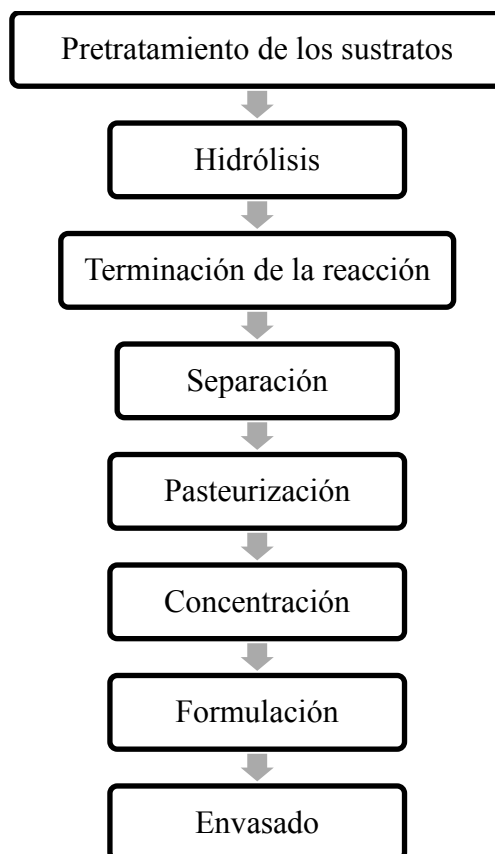 Pretratamiento de los sustratos
Hidrólisis
Terminación de la reacción
Separación
Pasteurización
Concentración
Formulación
Envasado